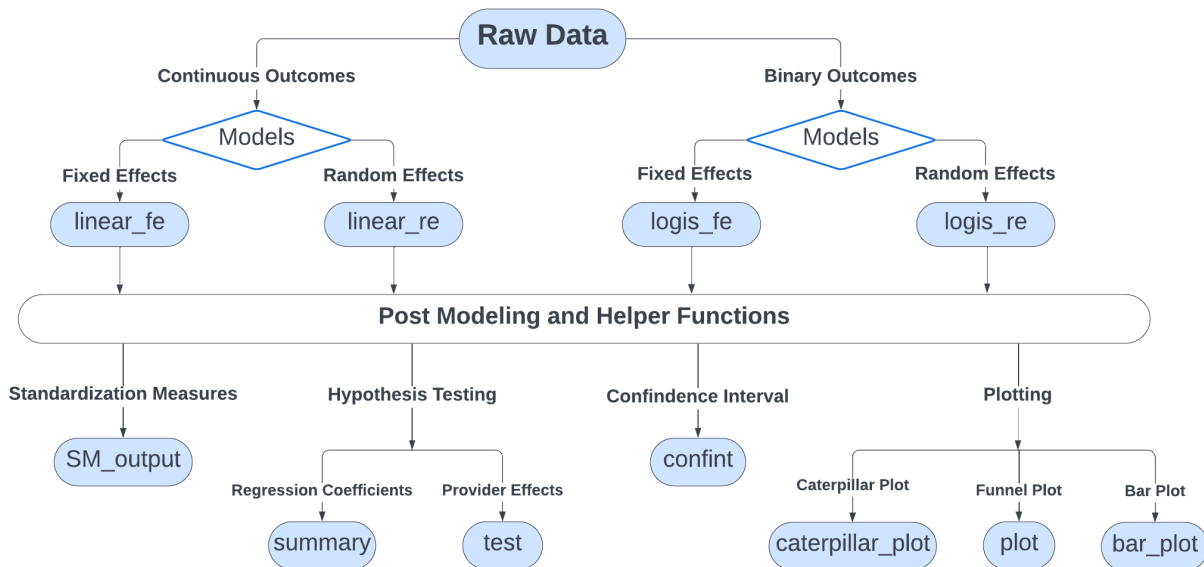 Raw Data
Continuous Outcomes
Binary Outcomes
Models
Models
Fixed Effects
Random Effects
Fixed Effects
Random Effects
linear_fe
linear_re
logis_fe
logis_re
Post Modeling and Helper Functions
Standardization Measures
Hypothesis Testing
Confindence Interval
Plotting
SM_output
confint
Regression Coefficients
Provider Effects
Caterpillar Plot
Funnel Plot
Bar Plot
summary
test
caterpillar_plot
plot
bar_plot